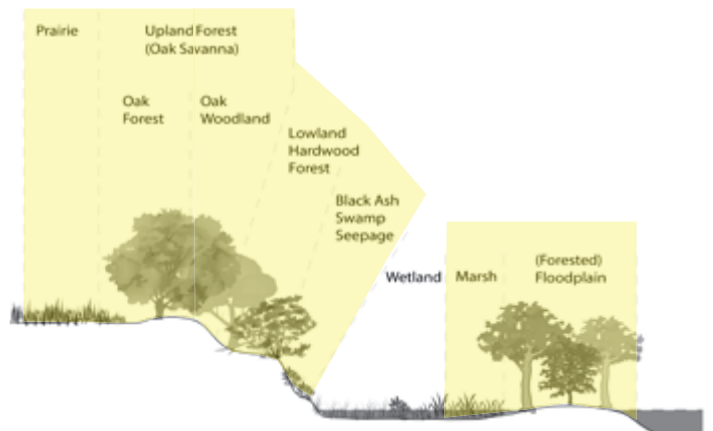 Prairie
Upland Forest
(Oak Savanna)
Oak
Forest
Oak
Woodland
Lowland
Hardwood
Forest
Black Ash
Swamp
Seepage
Wetland
Marsh
(Forested)
Floodplain